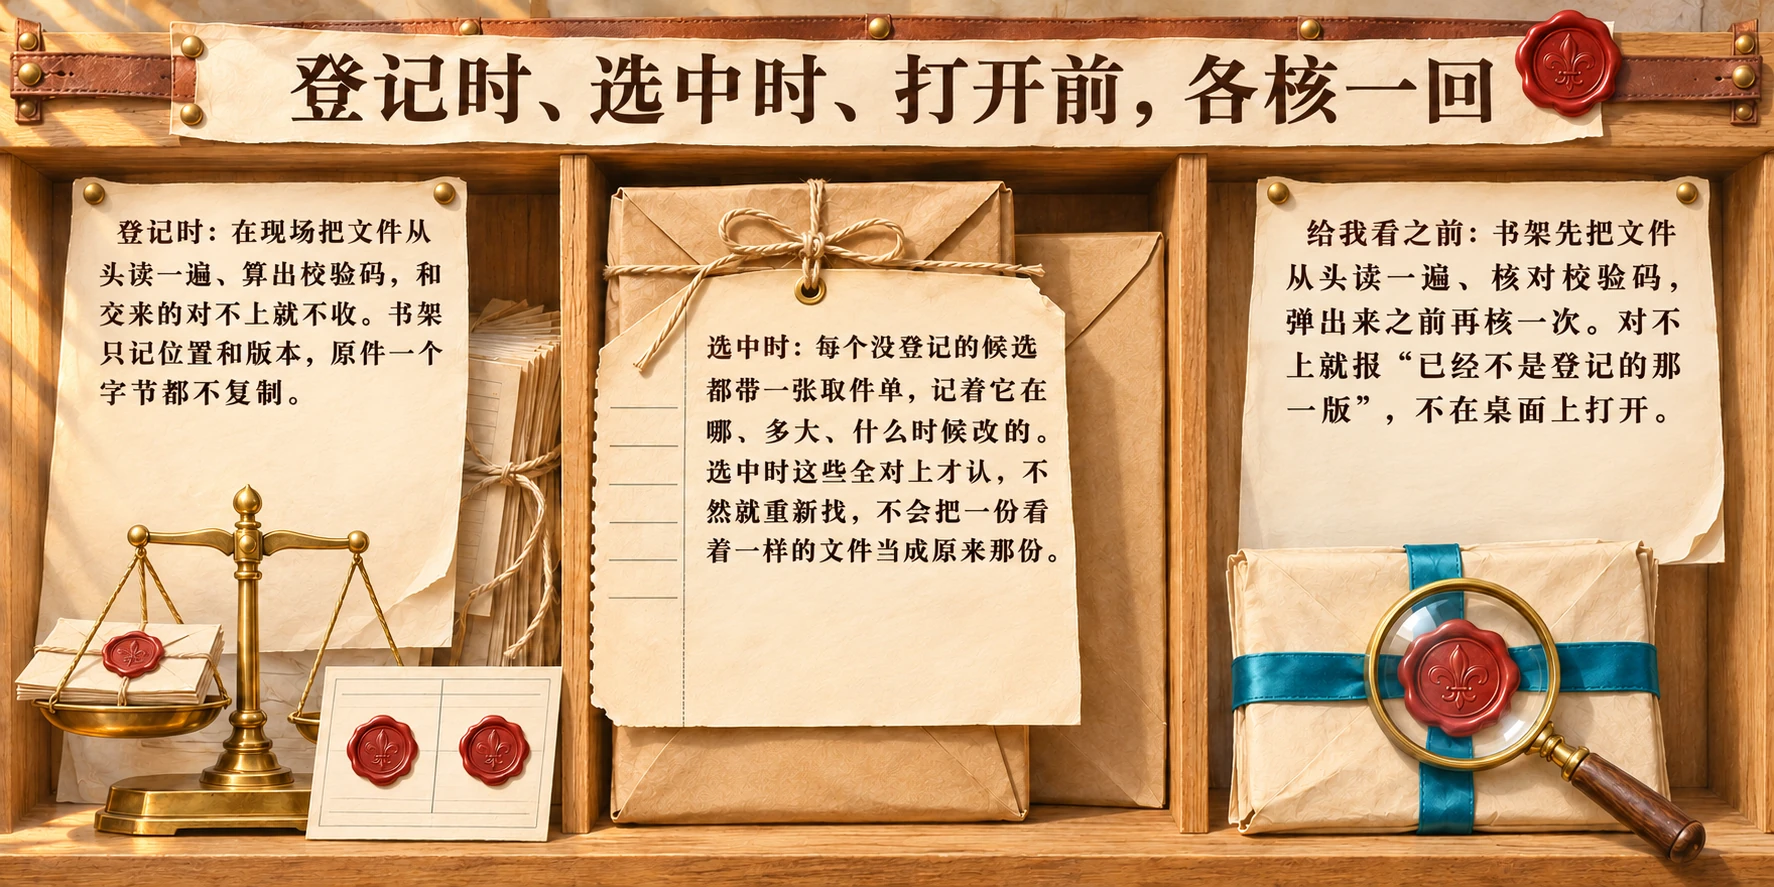 登记时、选中时、打开前，各核一回
登记时：在现场把文件从
头读一遍、算出校验码，和
交来的对不上就不收。书架
只记位置和版本，原件一个
字节都不复制。
选中时：每个没登记的候选
都带一张取件单，记着它在
哪、多大、什么时候改的。
选中时这些全对上才认，不
然就重新找，不会把一份看
着一样的文件当成原来那份。
给我看之前：书架先把文件
从头读一遍、核对校验码，
弹出来之前再核一次。对不
上就报“已经不是登记的那
一版”，不在桌面上打开。